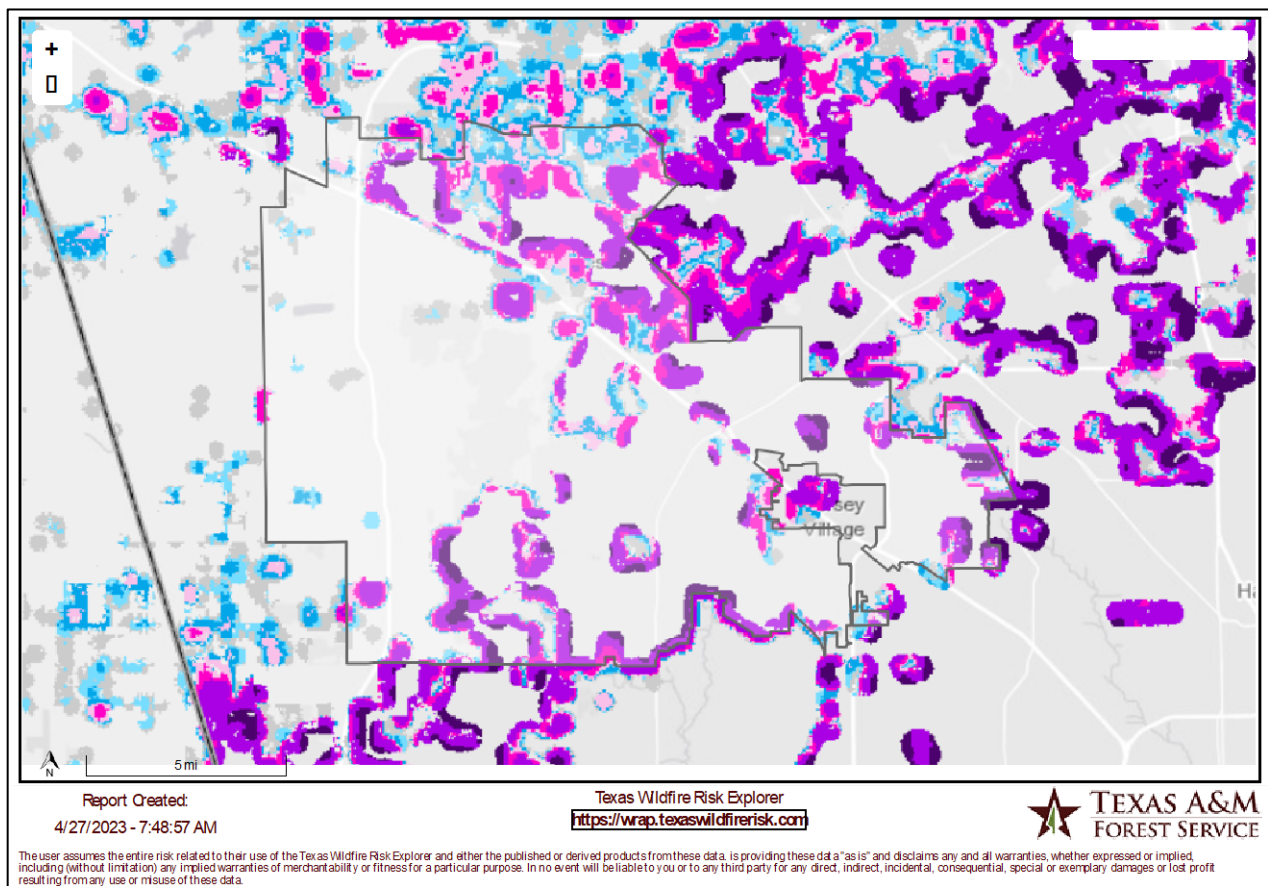 +
sey
Village
Ha
5 mi
N
Report Created:
4/27/2023 - 7:48:57 AM
Texas Wildfire Risk Explorer
https://wrap.texaswildfirerisk.com
TEXAS A&M
FOREST SERVICE
The user assumes the entire risk related to their use of the Texas Wildfire Risk Explorer and either the published or derived products from these data. is providing these data "as is" and disclaims any and all warranties, whether expressed or implied,
including (without limitation) any implied warranties of merchantability or fitness for a particular purpose. In no event will be liable to you or to any third party for any direct, indirect, incidental, consequential, special or exemplary damages or lost profit
resulting from any use or misuse of these data.